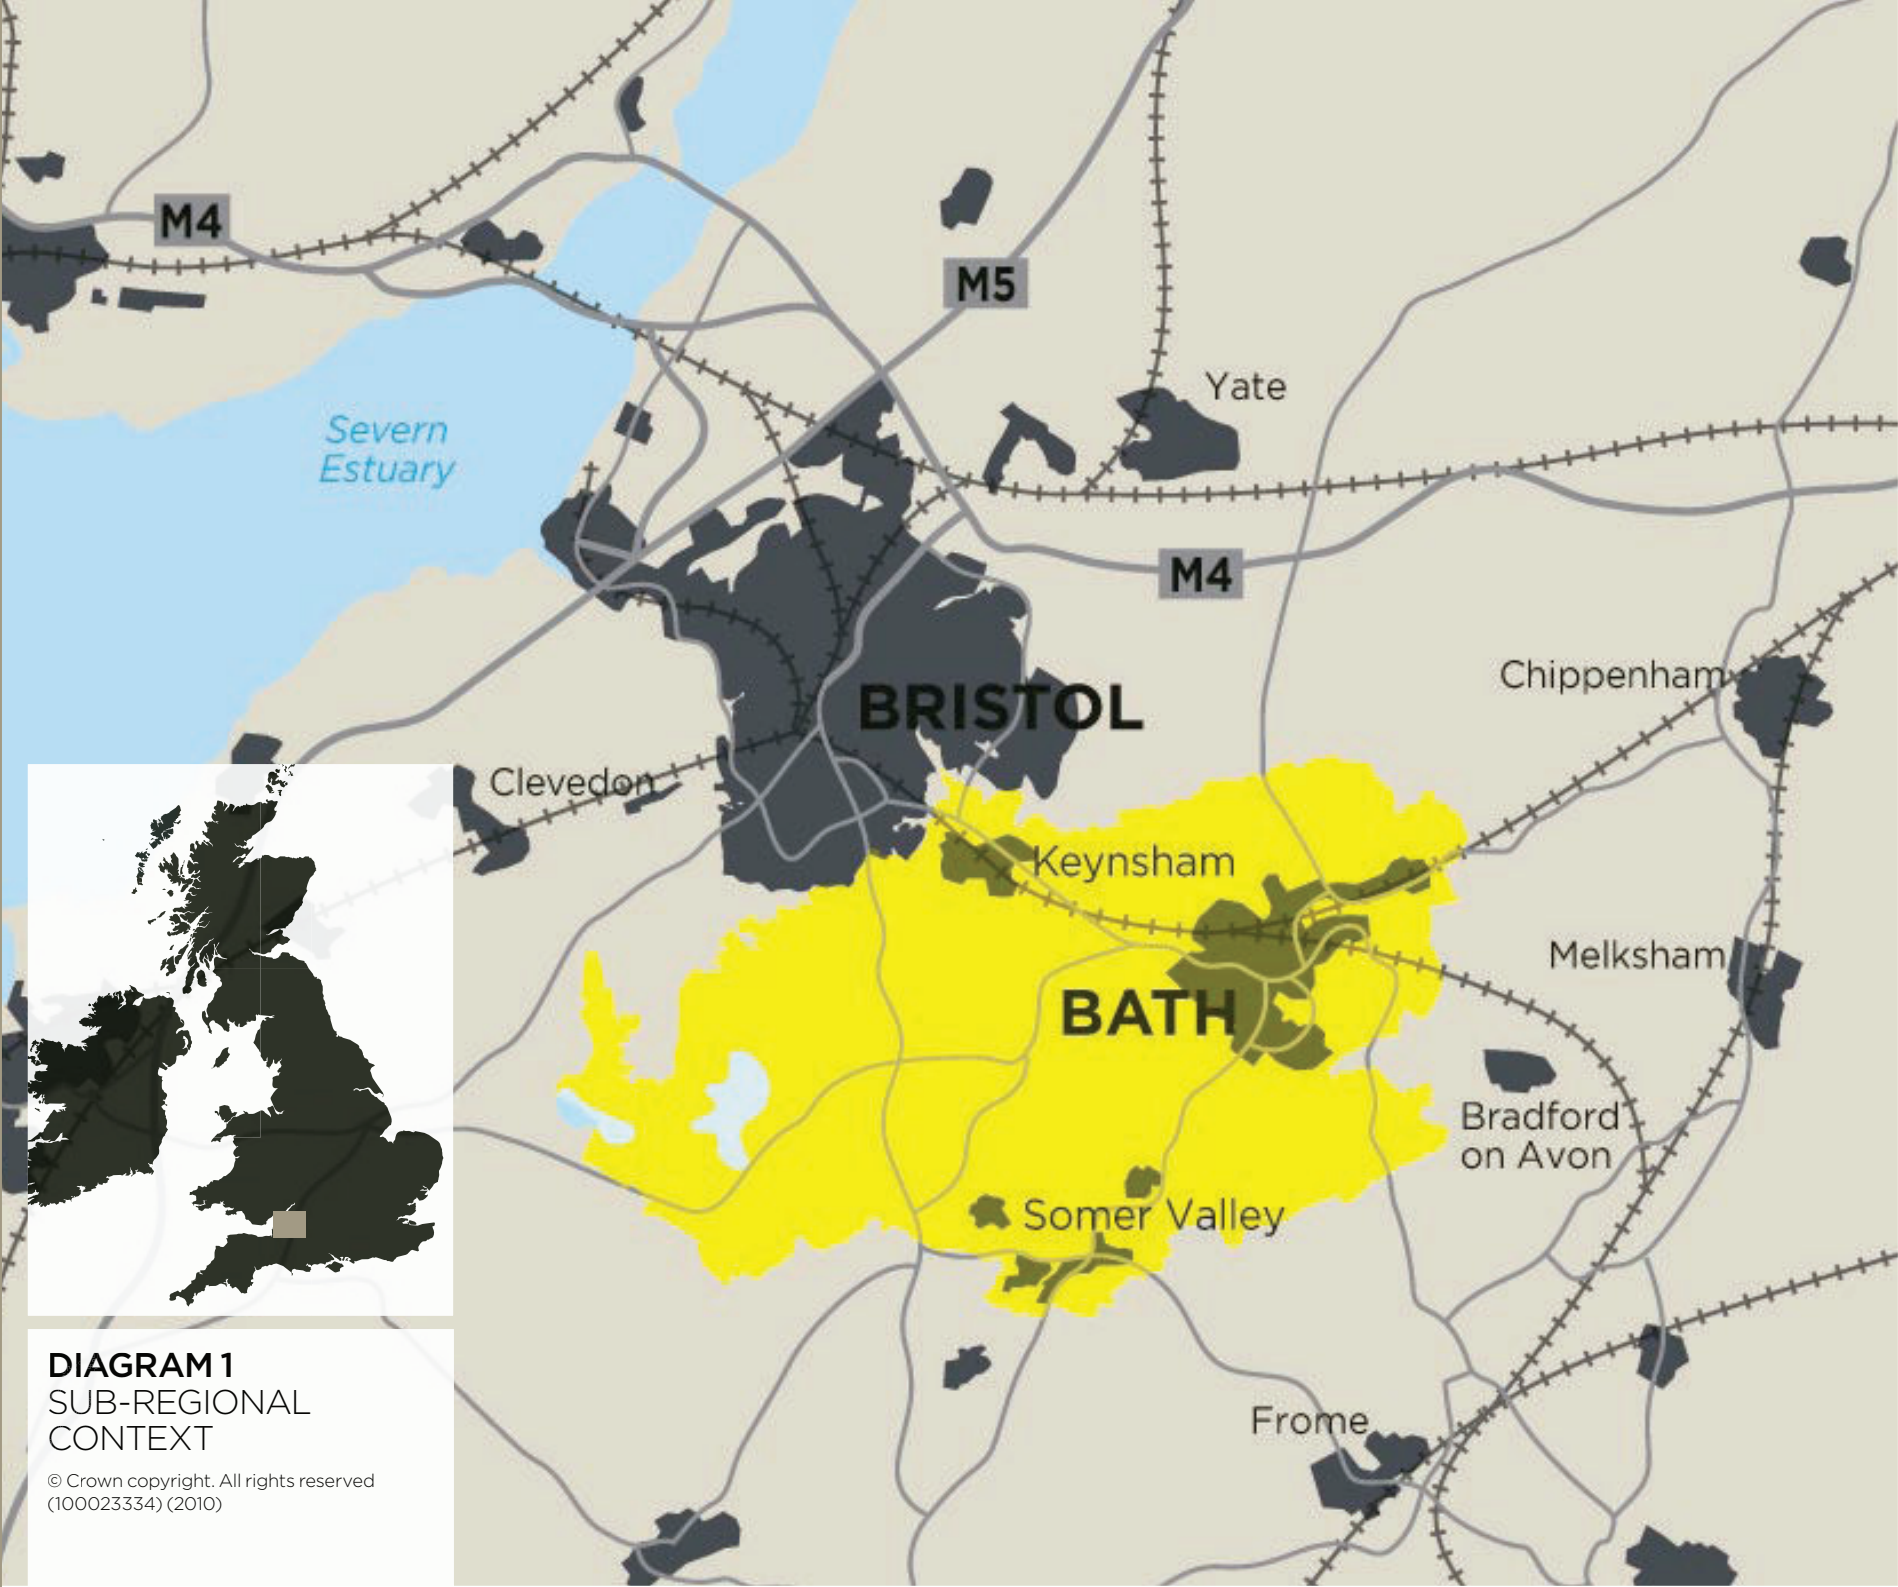 M4
M5
Yate
Severn
Estuary
M4
BRISTOL
Chippenham
Clevedon
Keynsham
Melksham
BATH
Bradford
on Avon
Somer Valley
Frome
DIAGRAM 1
SUB-REGIONAL
CONTEXT
© Crown copyright. All rights reserved
(100023334) (2010)